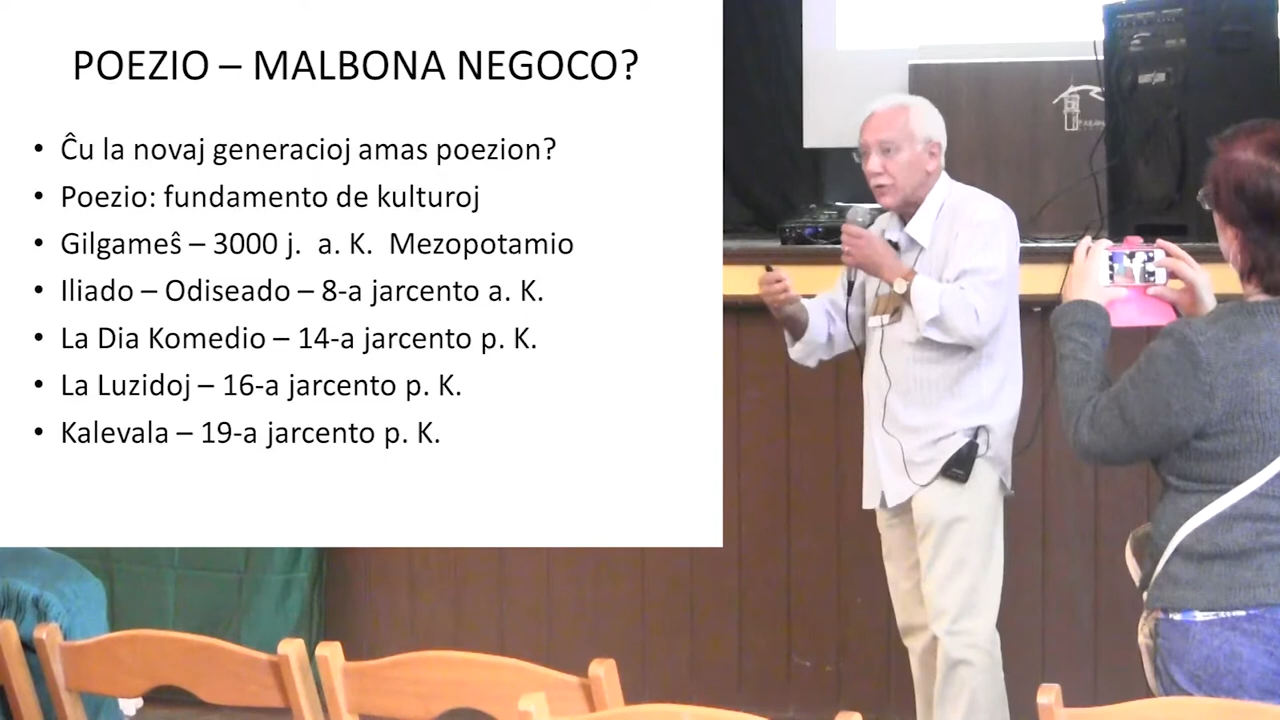 POEZIO – MALBONA NEGOCO?
• Ĉu la novaj generacioj amas poezion?
• Poezio: fundamento de kulturoj
• Gilgameŝ – 3000 j. a. K. Mezopotamio
• Iliado – Odiseado – 8-a jarcento a. K.
• La Dia Komedio – 14-a jarcento p. K.
• La Luzidoj – 16-a jarcento p. K.
• Kalevala – 19-a jarcento p. K.